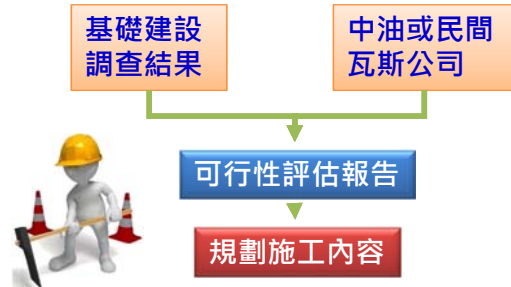 基礎建設
調查結果
中油或民間
瓦斯公司
可行性評估報告
規劃施工內容